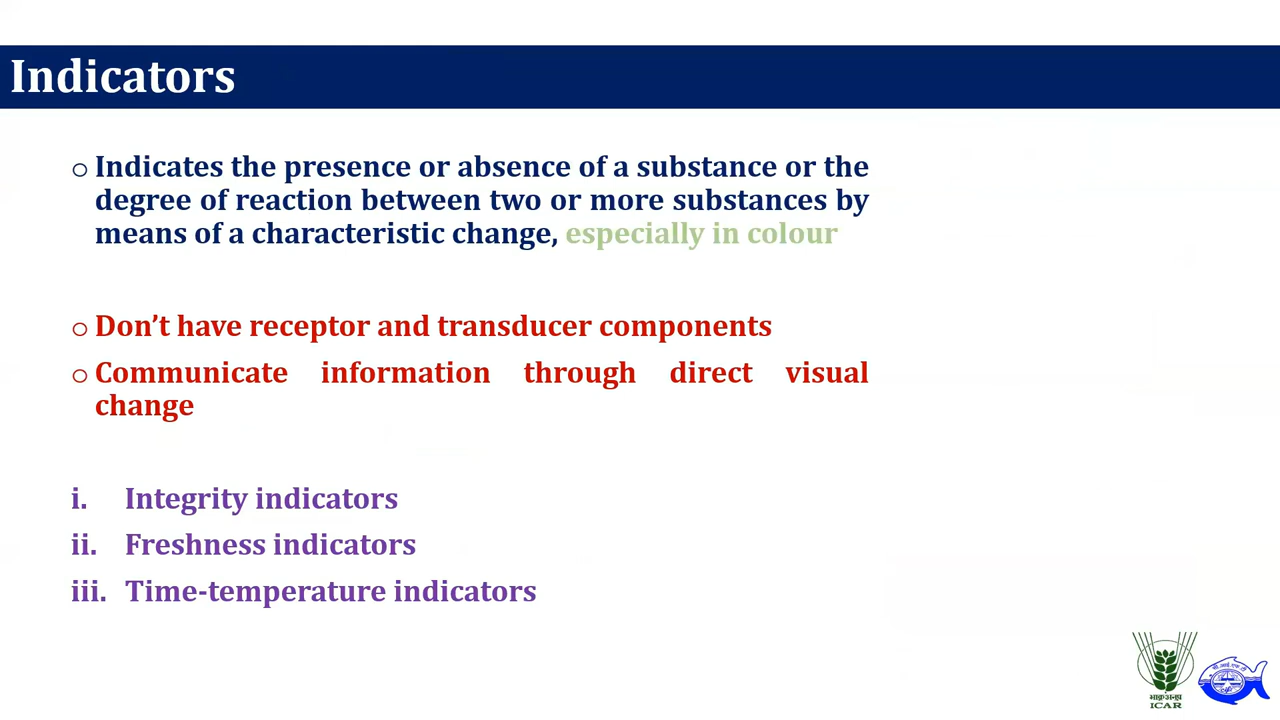 Indicators
o Indicates the presence or absence of a substance or the
degree of reaction between two or more substances by
means of a characteristic change, especially in colour
o Don’t have receptor and transducer components
o Communicate information through direct visual
change
i. Integrity indicators
ii. Freshness indicators
iii. Time-temperature indicators
भाकृअनुप
ICAR